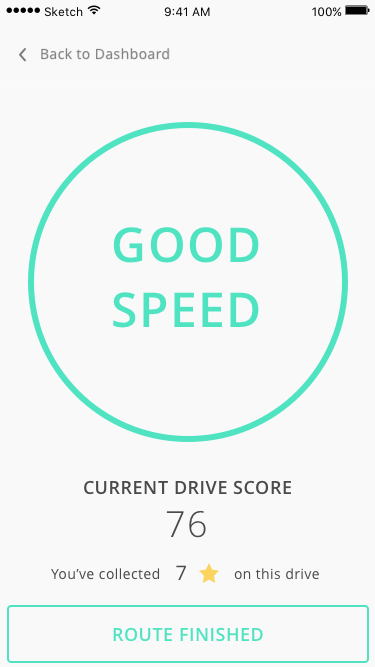 Sketch 9:41 AM 100%
Back to Dashboard
GOOD
SPEED
CURRENT DRIVE SCORE
76
You've collected 7 on this drive
ROUTE FINISHED